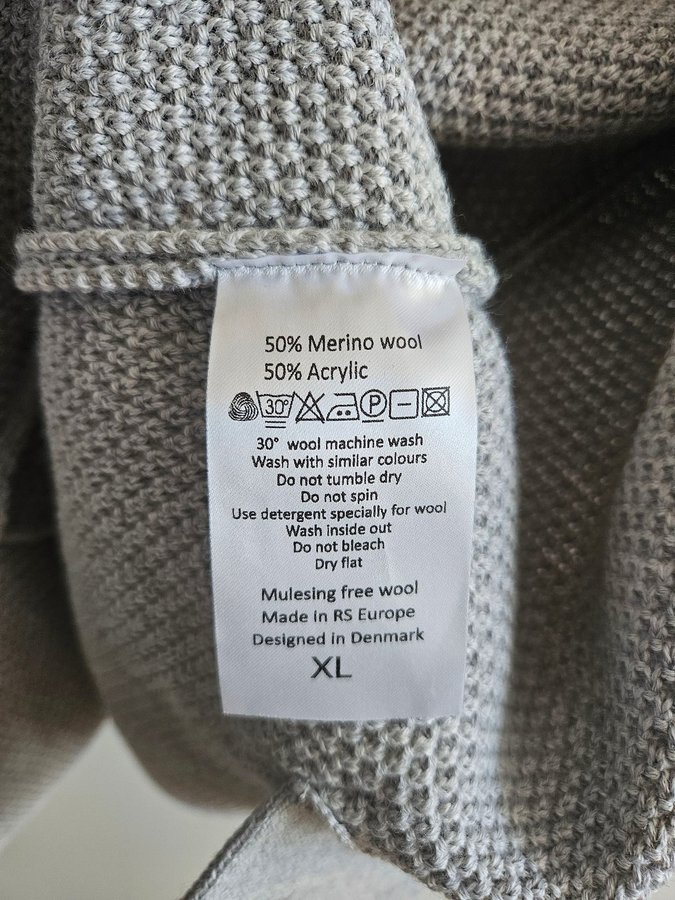 50% Merino wool
50% Acrylic
30° P
30° wool machine wash
Wash with similar colours
Do not tumble dry
Do not spin
Use detergent specially for wool
Wash inside out
Do not bleach
Dry flat
Mulesing free wool
Made in RS Europe
Designed in Denmark
XL